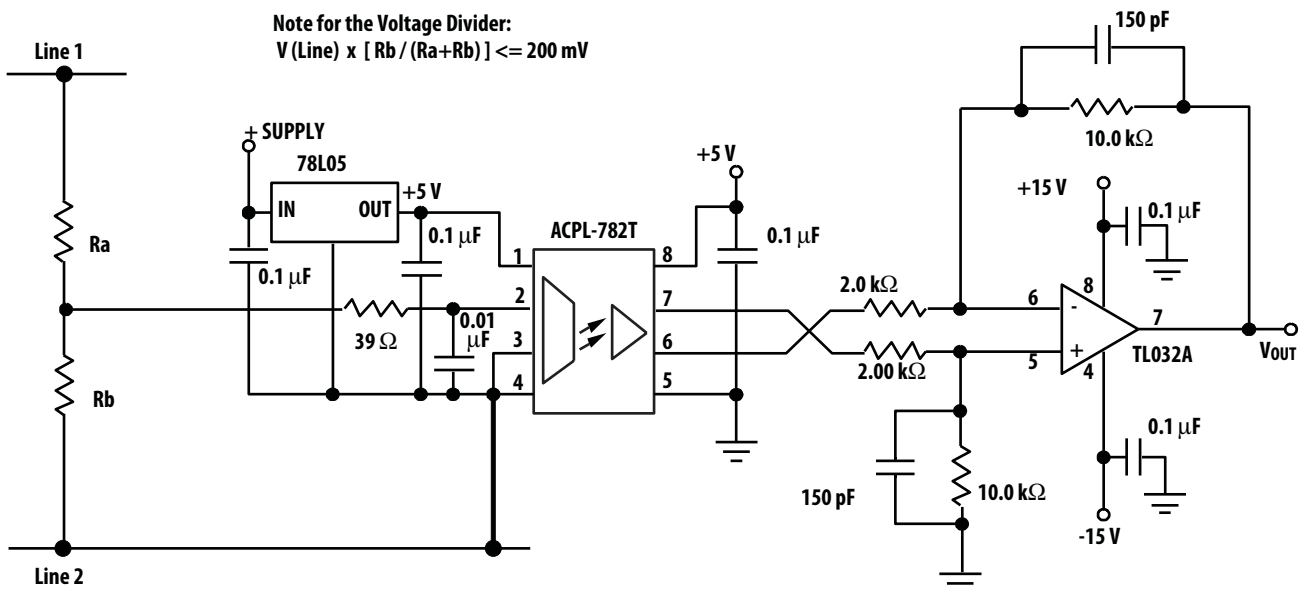 Note for the Voltage Divider:
V (Line) x [ Rb / (Ra+Rb) ] <= 200 mV
Line 1
150 pF
10.0 kΩ
+ SUPPLY
78L05
IN
OUT
+5 V
0.1 µF
0.1 µF
Ra
39 Ω
0.01
µF
Rb
Line 2
ACPL-782T
1
2
3
4
8
7
6
5
+5 V
0.1 µF
2.0 kΩ
2.00 kΩ
150 pF
10.0 kΩ
+15 V
0.1 µF
8
6
-
5
+
4
7
TL032A
VOUT
0.1 µF
-15 V